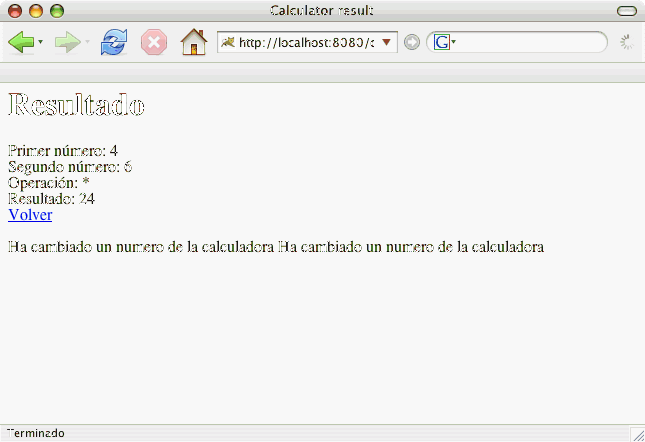 Calculator result
http://localhost:8080/c
G
Resultado
Primer número: 4
Segundo número: 6
Operación: *
Resultado: 24
Volver
Ha cambiado un numero de la calculadora Ha cambiado un numero de la calculadora
Terminado